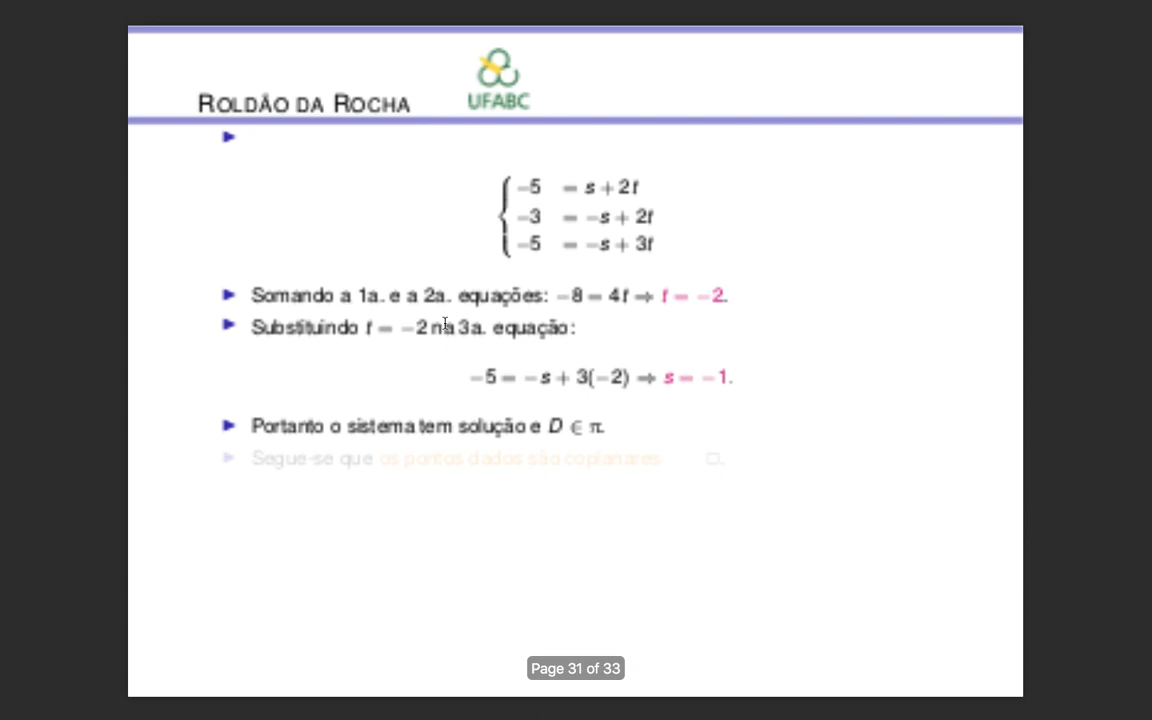 ROLDÃO DA ROCHA
UFABC
−5 = s + 2t
−3 = −s + 2t
−5 = −s + 3t
Somando a 1a. e a 2a. equações: −8 = 4t ⇒ t = −2.
Substituindo t = −2 na 3a. equação:
−5 = −s + 3(−2) ⇒ s = −1.
Portanto o sistema tem solução e D ∈ π.
Segue-se que os pontos dados são coplanares □.
Page 31 of 33